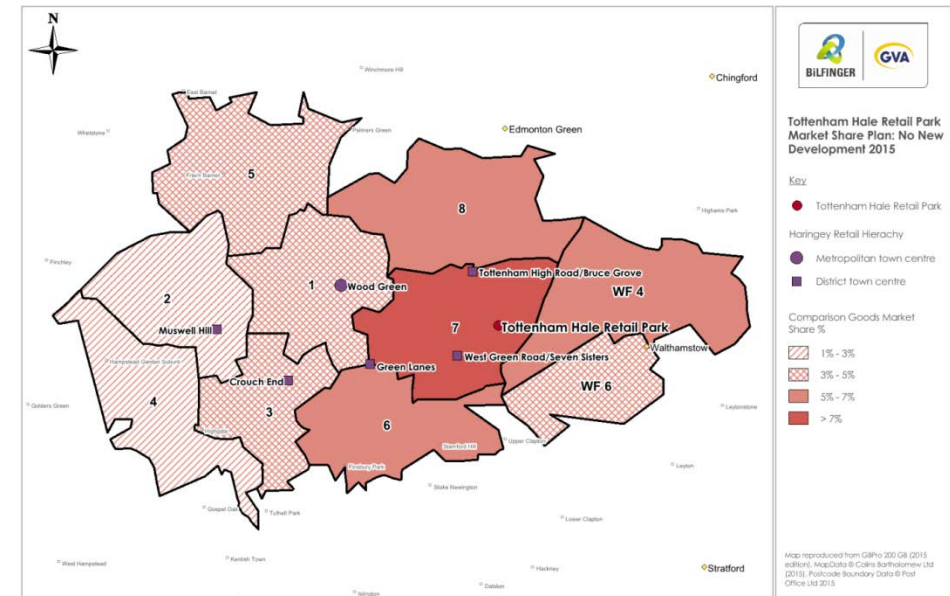 N
Winchmore Hill
Chingford
East Barnet
Whetstone
Palmers Green
Edmonton Green
Friern Barnet
5
8
Highams Park
Finchley
Tottenham High Road/Bruce Grove
1
Wood Green
2
WF 4
Muswell Hill
7
Tottenham Hale Retail Park
Walthamstow
West Green Road/Seven Sisters
Hampstead Garden Suburb
Green Lanes
Crouch End
WF 6
Golders Green
4
3
6
Leytonstone
Highgate
Stamford Hill
Upper Clapton
Finsbury Park
Leyton
Stoke Newington
Gospel Oak
Tufnell Park
Lower Clapton
West Hampstead
Kentish Town
Hackney
Stratford
Islington
Dalston
BILFINGER
GVA
Tottenham Hale Retail Park
Market Share Plan: No New
Development 2015
Key
Tottenham Hale Retail Park
Haringey Retail Hierachy
Metropolitan town centre
District town centre
Comparison Goods Market
Share %
1% - 3%
3% - 5%
5% - 7%
> 7%
Map reproduced from GBPro 200 GB (2015
edition), MapData © Collins Bartholomew Ltd
(2015), Postcode Boundary Data © Post
Office Ltd 2015